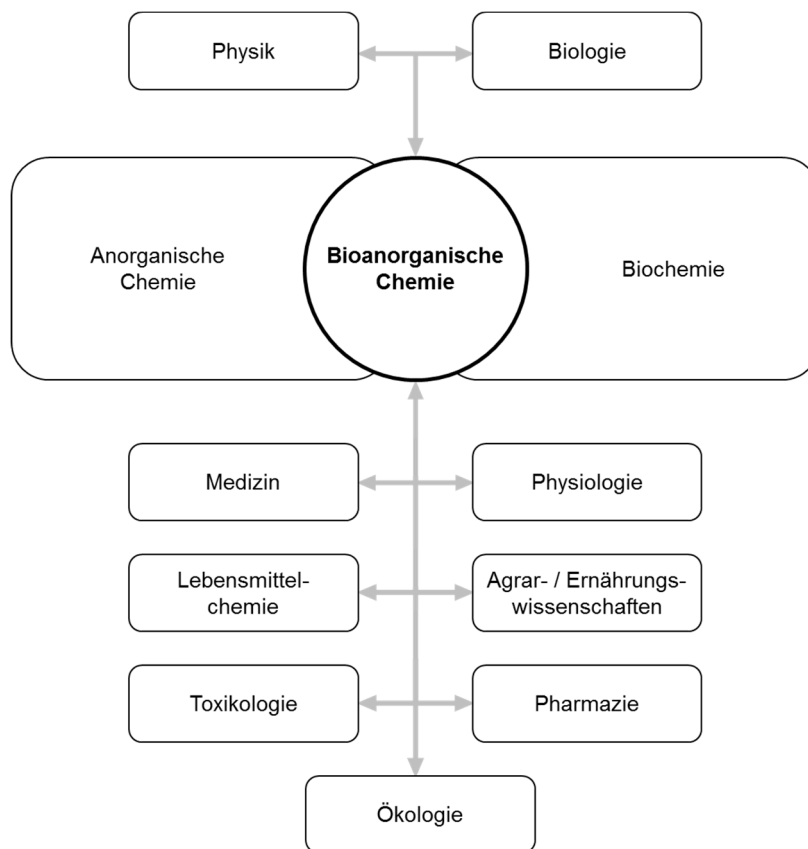 Physik
Biologie
Anorganische
Chemie
Bioanorganische
Chemie
Biochemie
Medizin
Physiologie
Lebensmittel-
chemie
Agrar- / Ernährungs-
wissenschaften
Toxikologie
Pharmazie
Ökologie